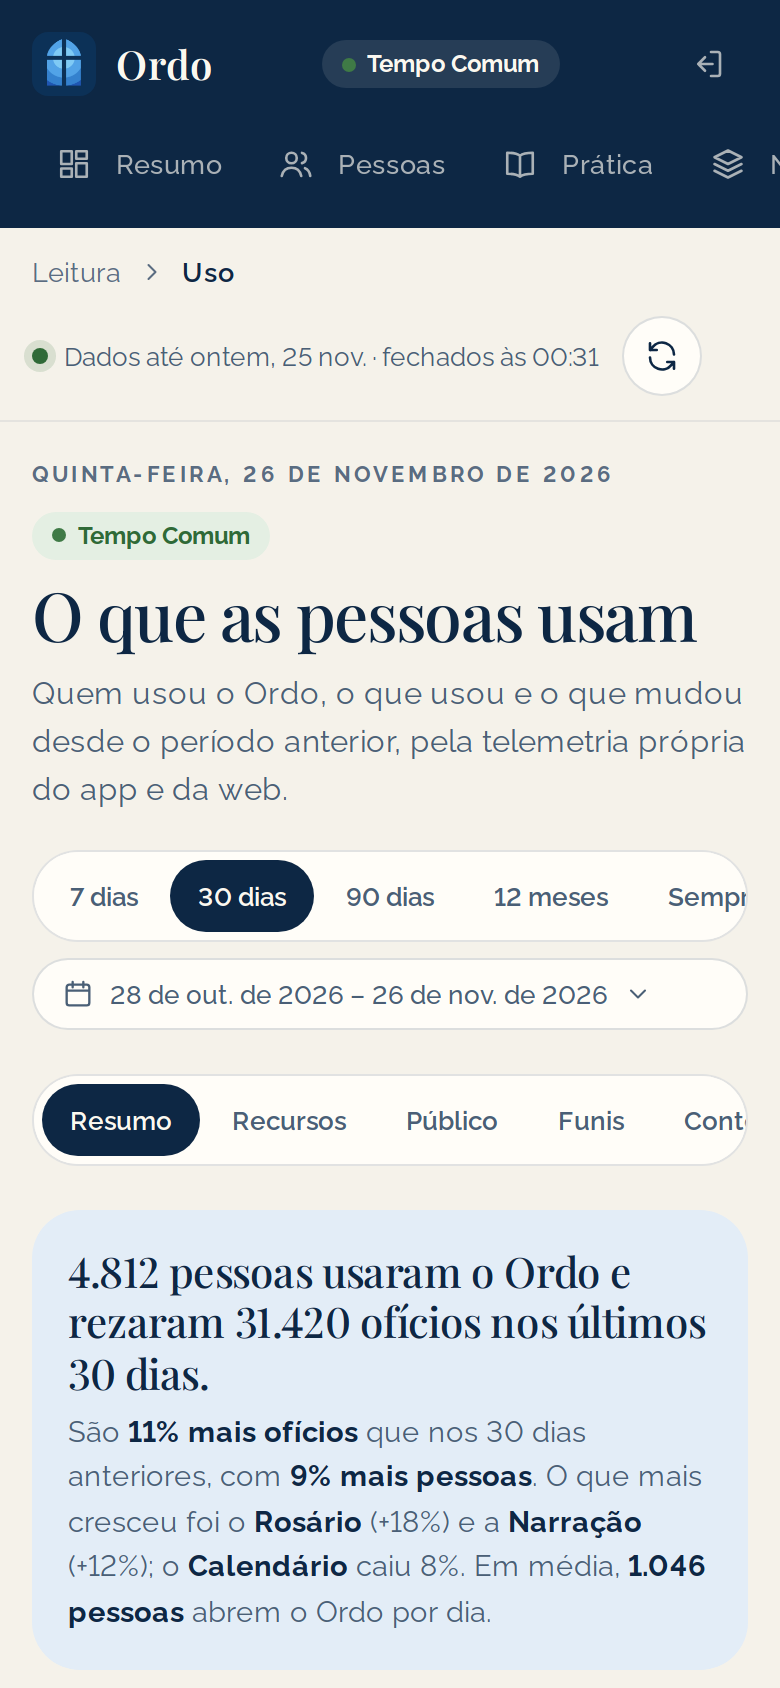 Ordo
Tempo Comum
Resumo
Pessoas
Prática
Leitura > Uso
Dados até ontem, 25 nov. · fechados às 00:31
QUINTA-FEIRA, 26 DE NOVEMBRO DE 2026
Tempo Comum
O que as pessoas usam
Quem usou o Ordo, o que usou e o que mudou
desde o período anterior, pela telemetria própria
do app e da web.
7 dias
30 dias
90 dias
12 meses
28 de out. de 2026 – 26 de nov. de 2026
Resumo
Recursos
Público
Funis
4.812 pessoas usaram o Ordo e
rezaram 31.420 ofícios nos últimos
30 dias.
São 11% mais ofícios que nos 30 dias
anteriores, com 9% mais pessoas. O que mais
cresceu foi o Rosário (+18%) e a Narração
(+12%); o Calendário caiu 8%. Em média, 1.046
pessoas abrem o Ordo por dia.